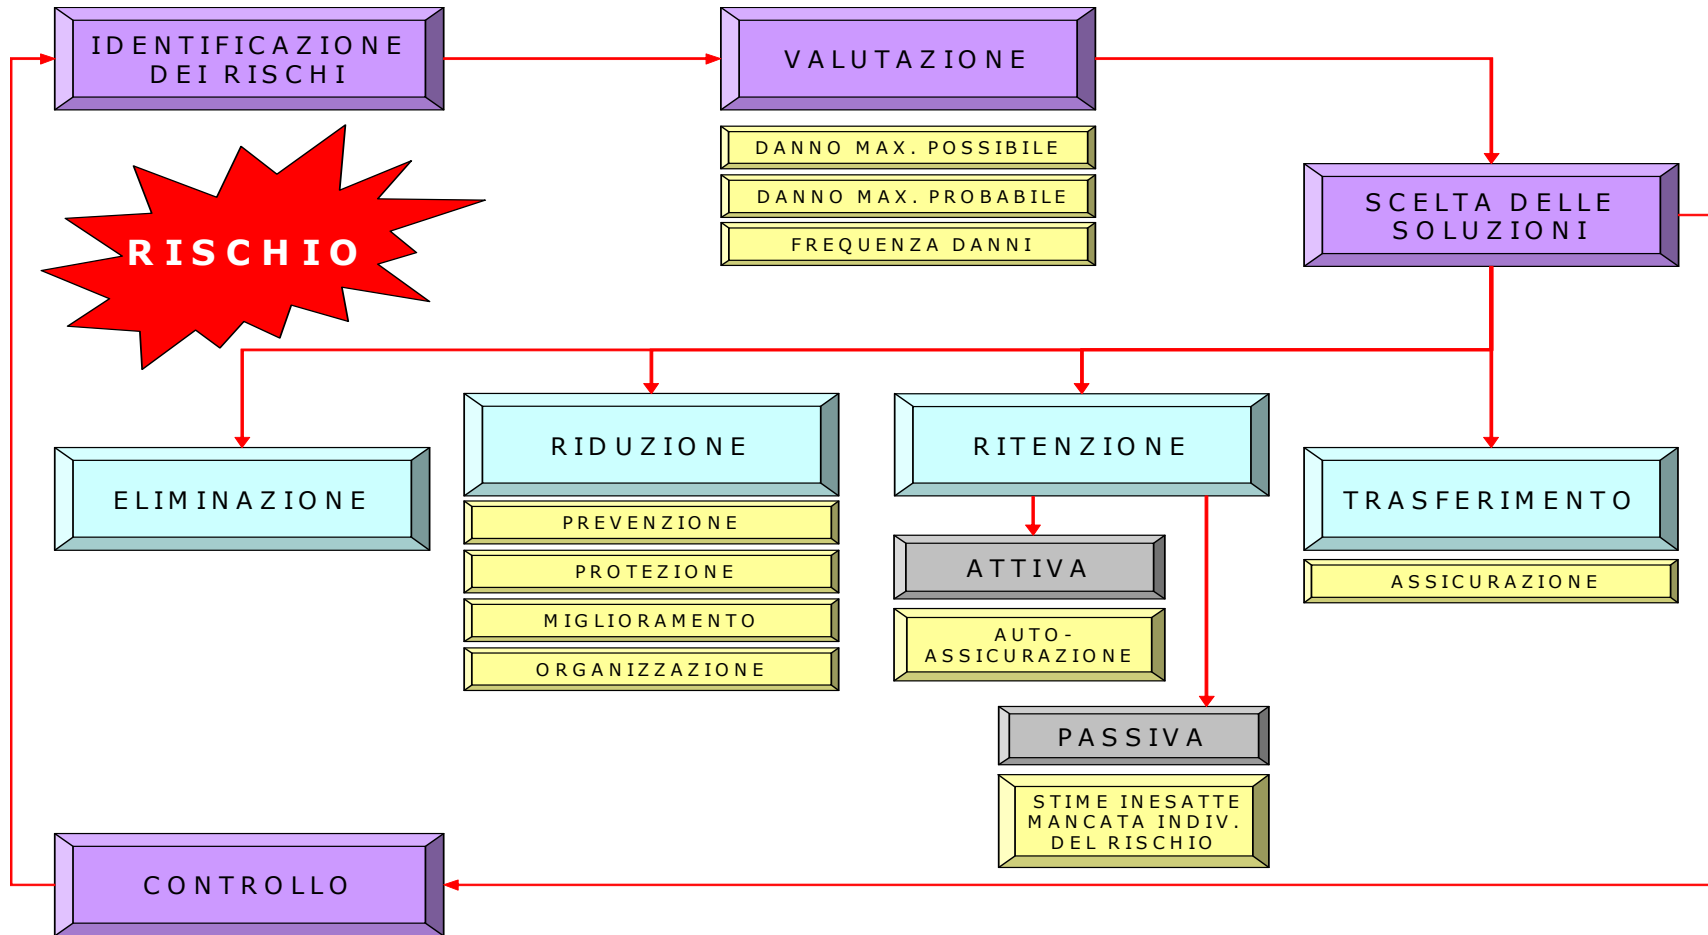 IDENTIFICAZIONE
DEI RISCHI
VALUTAZIONE
DANNO MAX. POSSIBILE
DANNO MAX. PROBABILE
FREQUENZA DANNI
SCELTA DELLE
SOLUZIONI
RISCHIO
ELIMINAZIONE
RIDUZIONE
PREVENZIONE
PROTEZIONE
MIGLIORAMENTO
ORGANIZZAZIONE
RITENZIONE
ATTIVA
AUTO-
ASSICURAZIONE
PASSIVA
STIME INESATTE
MANCATA INDIV.
DEL RISCHIO
TRASFERIMENTO
ASSICURAZIONE
CONTROLLO